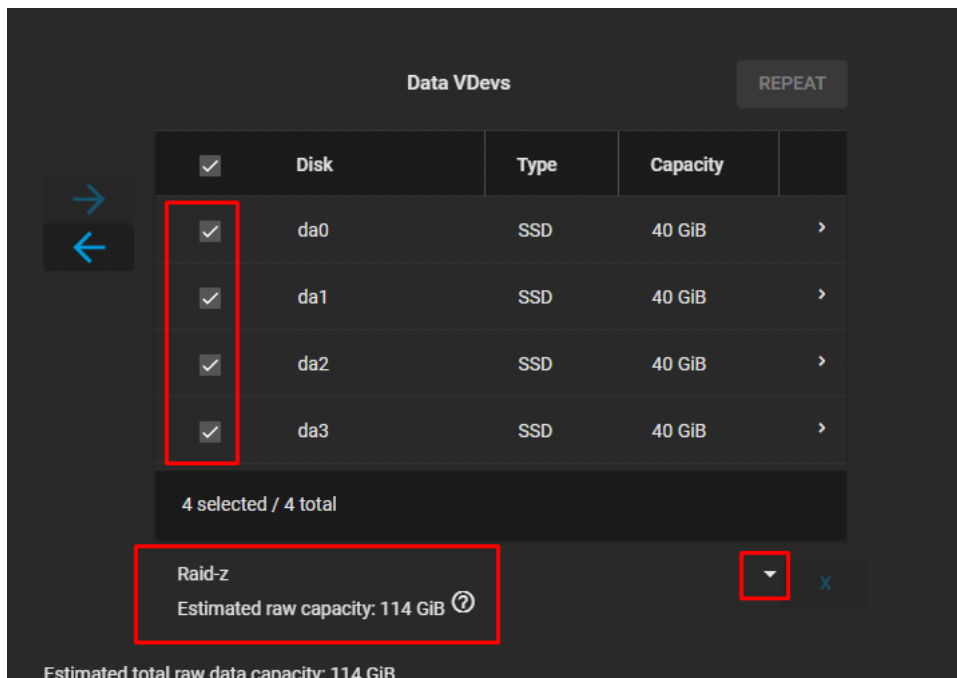 Data VDevs
REPEAT
Disk Type Capacity
da0 SSD 40 GiB
da1 SSD 40 GiB
da2 SSD 40 GiB
da3 SSD 40 GiB
4 selected / 4 total
Raid-z
X
Estimated raw capacity: 114 GiB ?
Estimated total raw data capacity: 114 GiB